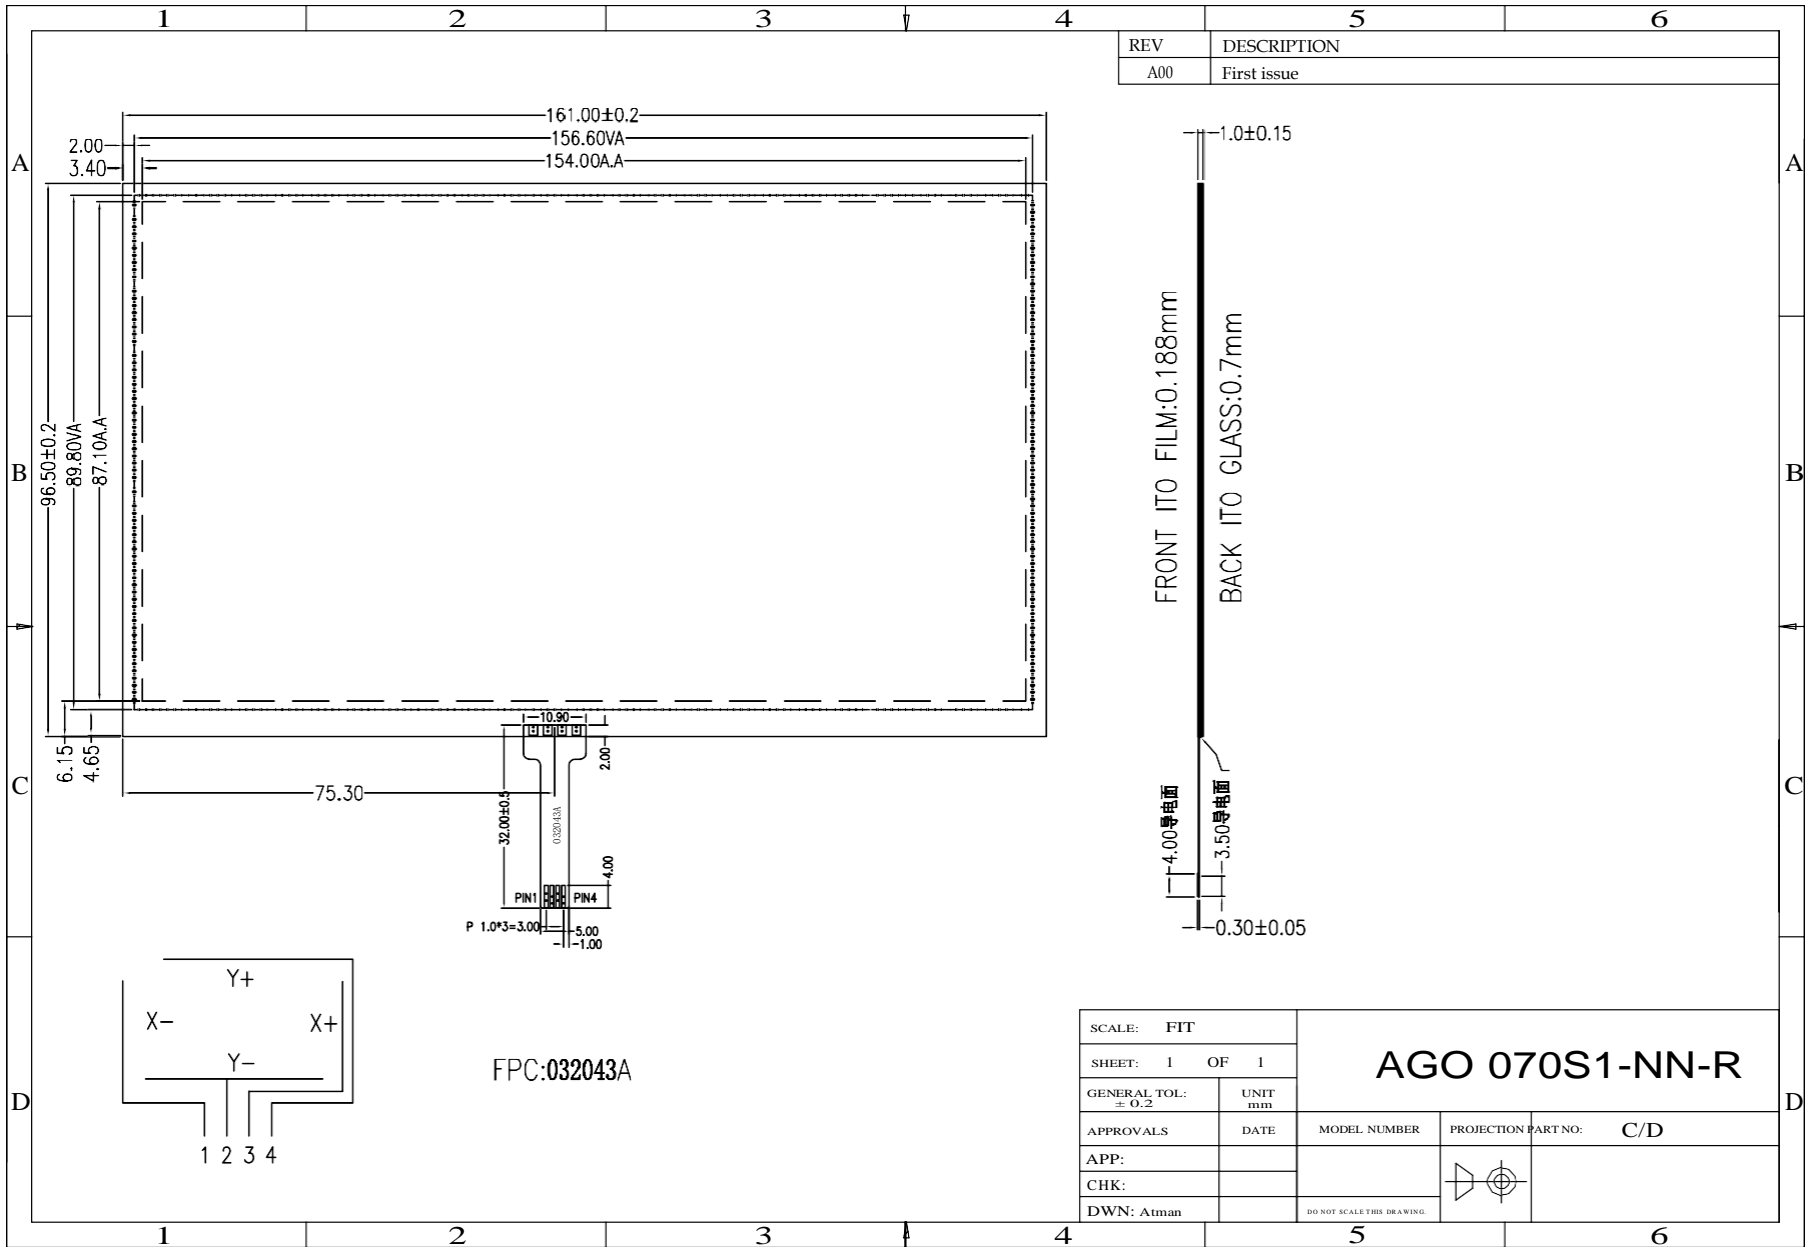 1 2 3 4 5 6
REV DESCRIPTION
A00 First issue
161.00±0.2
156.60VA
154.00A.A
2.00
3.40
1.0±0.15
A A
96.50±0.2
89.80VA
87.10A.A
FRONT ITO FILM:0.188mm
BACK ITO GLASS:0.7mm
B B
10.90
2.00
6.15
4.65
C C
75.30
32.00±0.5
032043A
4.00
PIN1 PIN4
P 1.0*3=3.00
5.00
1.00
4.00导电面
3.50导电面
0.30±0.05
Y+
X- X+
Y-
1 2 3 4
FPC:032043A
D D
SCALE: FIT
SHEET: 1 OF 1
AGO 070S1-NN-R
GENERAL TOL: ± 0.2
UNIT mm
APPROVALS DATE MODEL NUMBER PROJECTION PART NO: C/D
APP:
CHK:
DWN: Atman
DO NOT SCALE THIS DRAWING.
1 2 3 4 5 6